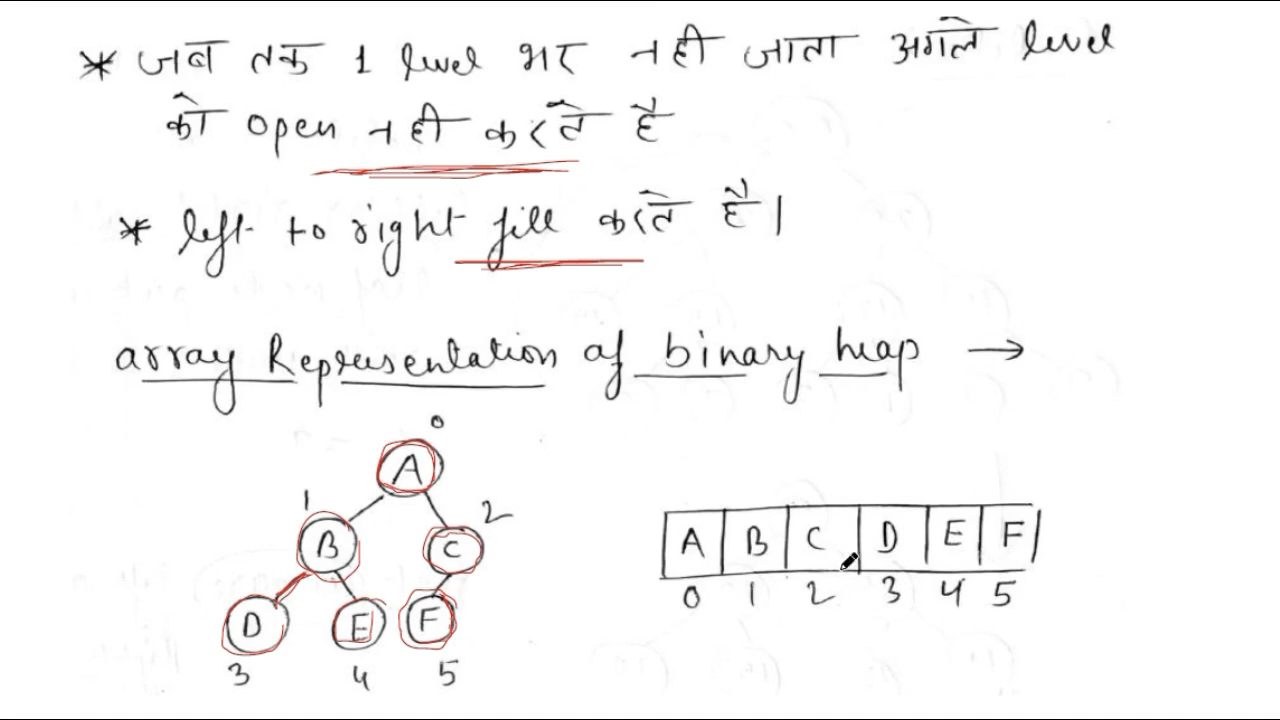 * जब तक 1 level भर नही जाता अगले level
को open नही करते है
* left to right fill करते है।
array Representation of binary heap →
0
A
1 2
B C
D E F
3 4 5
A B C D E F
0 1 2 3 4 5